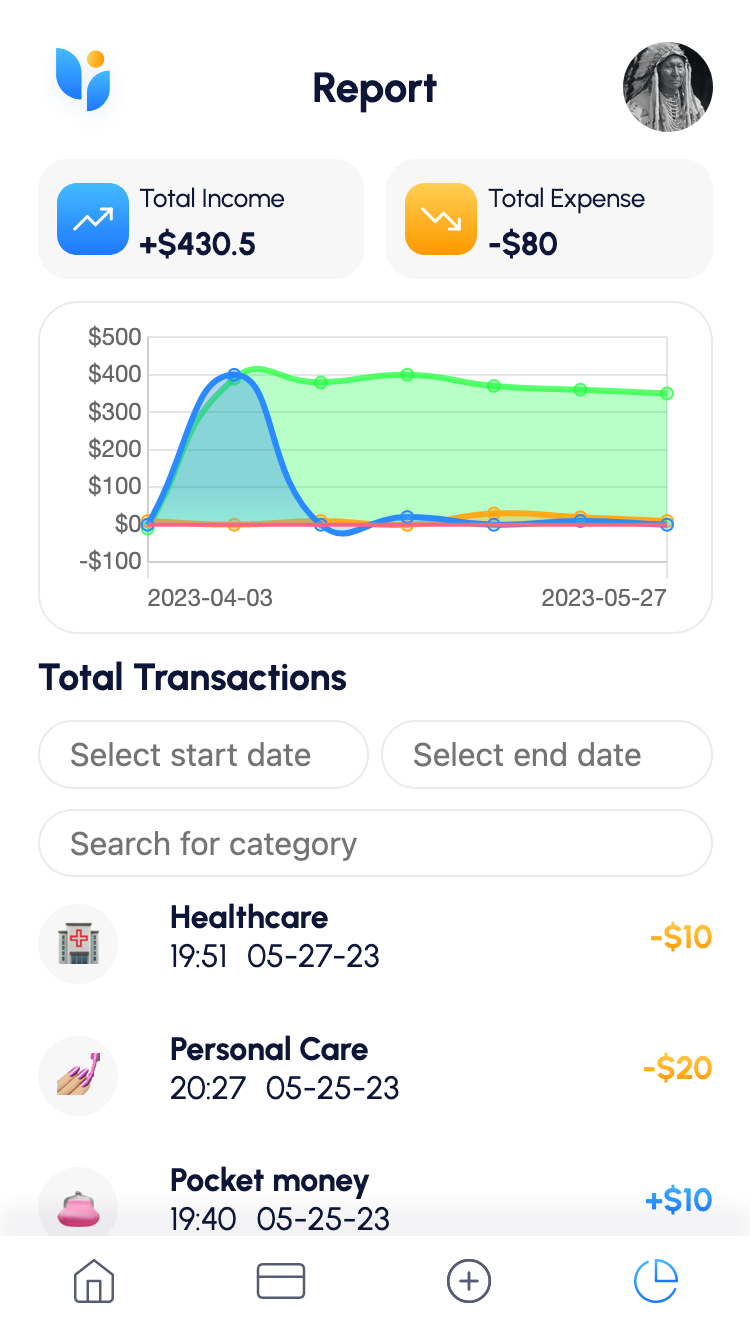 Report
Total Income
+$430.5
Total Expense
-$80
$500
$400
$300
$200
$100
$0
-$100
2023-04-03 2023-05-27
Total Transactions
Select start date Select end date
Search for category
Healthcare
19:51 05-27-23
-$10
Personal Care
20:27 05-25-23
-$20
Pocket money
19:40 05-25-23
+$10